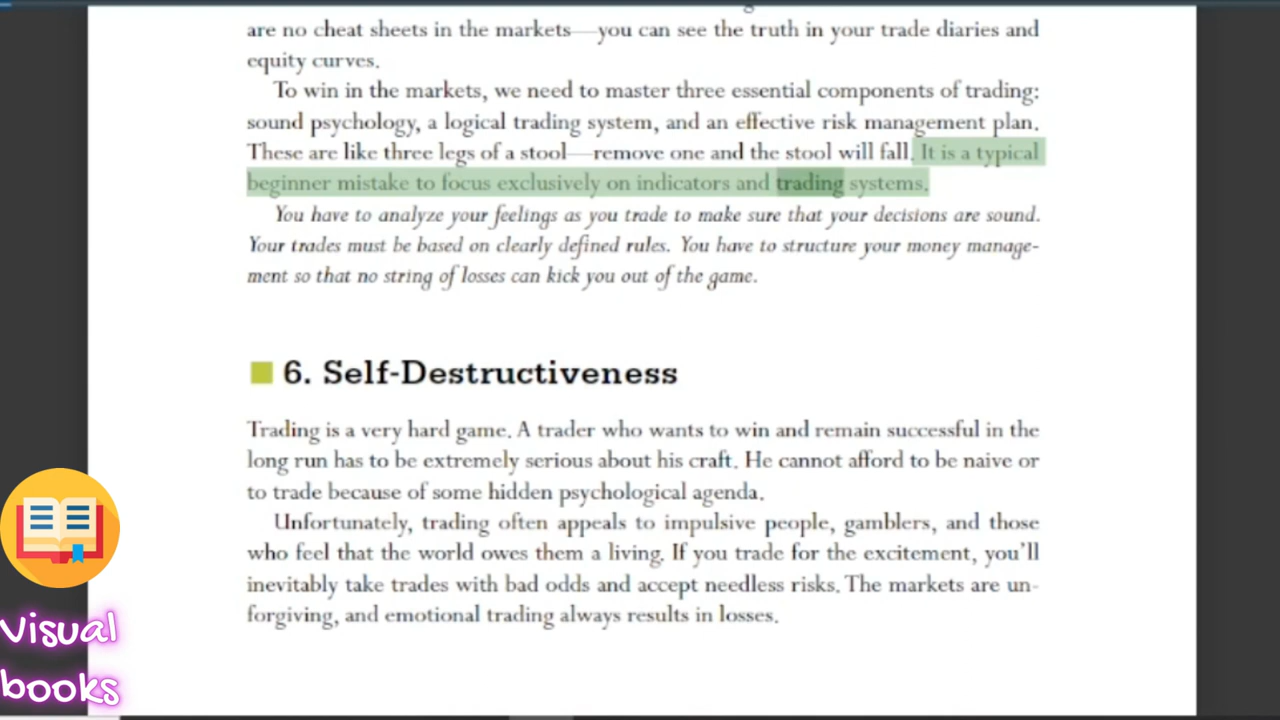 are no cheat sheets in the markets—you can see the truth in your trade diaries and
equity curves.
To win in the markets, we need to master three essential components of trading:
sound psychology, a logical trading system, and an effective risk management plan.
These are like three legs of a stool—remove one and the stool will fall. It is a typical
beginner mistake to focus exclusively on indicators and trading systems.
You have to analyze your feelings as you trade to make sure that your decisions are sound.
Your trades must be based on clearly defined rules. You have to structure your money manage-
ment so that no string of losses can kick you out of the game.
6. Self-Destructiveness
Trading is a very hard game. A trader who wants to win and remain successful in the
long run has to be extremely serious about his craft. He cannot afford to be naive or
to trade because of some hidden psychological agenda.
Unfortunately, trading often appeals to impulsive people, gamblers, and those
who feel that the world owes them a living. If you trade for the excitement, you'll
inevitably take trades with bad odds and accept needless risks. The markets are un-
forgiving, and emotional trading always results in losses.
Visual
books